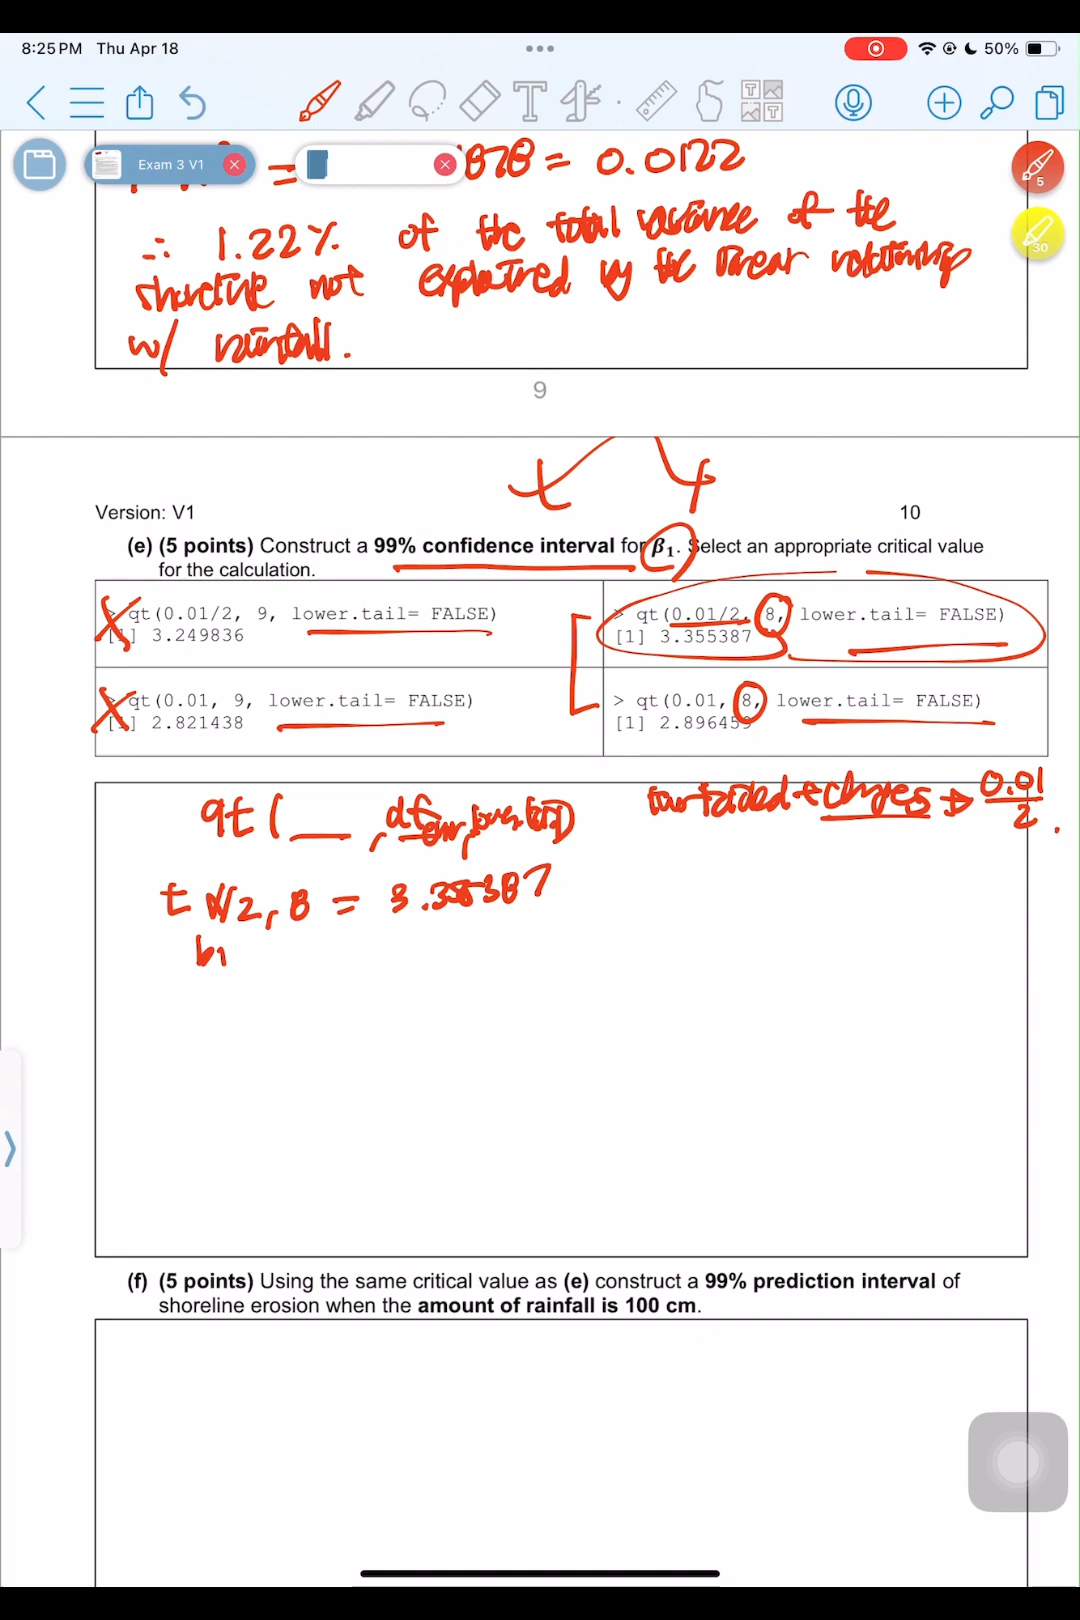 8:25 PM Thu Apr 18
50%
Exam 3 V1
5
30
878 = 0.0122
∴ 1.22% of the total variance of the
shoreline not explained by the linear relationship
w/ rainfall.
9
t
Version: V1
10
(e) (5 points) Construct a 99% confidence interval for β₁. Select an appropriate critical value
for the calculation.
> qt(0.01/2, 9, lower.tail= FALSE)
[1] 3.249836
> qt(0.01/2, 8, lower.tail= FALSE)
[1] 3.355387
> qt(0.01, 9, lower.tail= FALSE)
[1] 2.821438
> qt(0.01, 8, lower.tail= FALSE)
[1] 2.896459
qt ( __ , df
0.01/2 .
t α/2, 8 = 3.355387
b₁
(f) (5 points) Using the same critical value as (e) construct a 99% prediction interval of
shoreline erosion when the amount of rainfall is 100 cm.